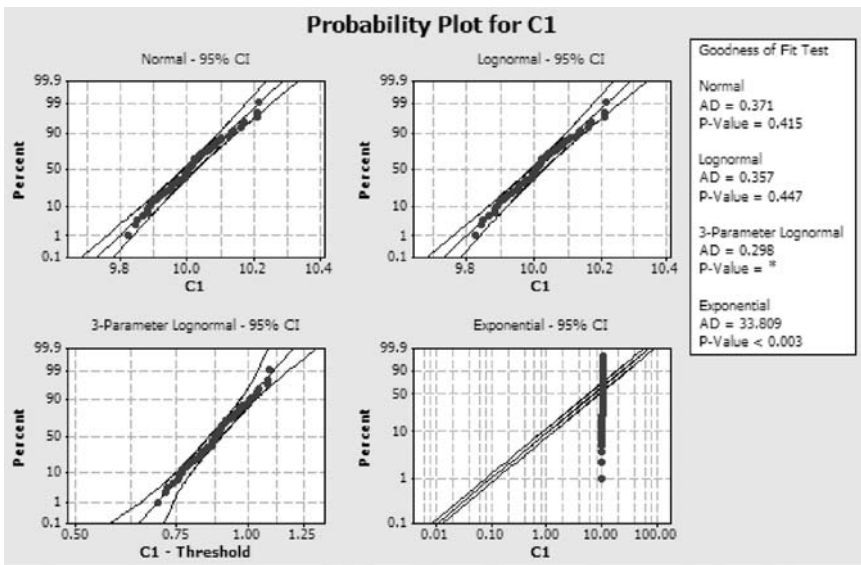 Probability Plot for C1
Normal - 95% CI
Lognormal - 95% CI
99.9
99
90
50
10
1
0.1
Percent
9.8 10.0 10.2 10.4
C1
99.9
99
90
50
10
1
0.1
Percent
9.8 10.0 10.2 10.4
C1
3-Parameter Lognormal - 95% CI
Exponential - 95% CI
99.9
99
90
50
10
1
0.1
Percent
0.50 0.75 1.00 1.25
C1 - Threshold
99.9
90
50
10
1
0.1
Percent
0.01 0.10 1.00 10.00 100.00
C1
Goodness of Fit Test
Normal
AD = 0.371
P-Value = 0.415
Lognormal
AD = 0.357
P-Value = 0.447
3-Parameter Lognormal
AD = 0.298
P-Value = *
Exponential
AD = 33.809
P-Value < 0.003